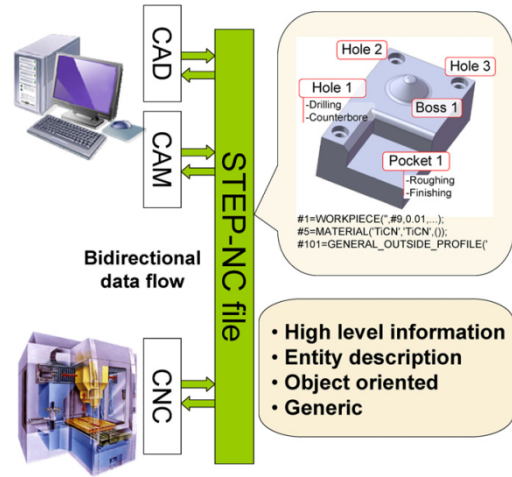 CAD
CAM
CNC
STEP-NC file
Bidirectional
data flow
Hole 2
Hole 3
Hole 1
-Drilling
-Counterbore
Boss 1
Pocket 1
-Roughing
-Finishing
#1=WORKPIECE('',#9,0.01,...);
#5=MATERIAL('TiCN','TiCN',());
#101=GENERAL_OUTSIDE_PROFILE('
• High level information
• Entity description
• Object oriented
• Generic